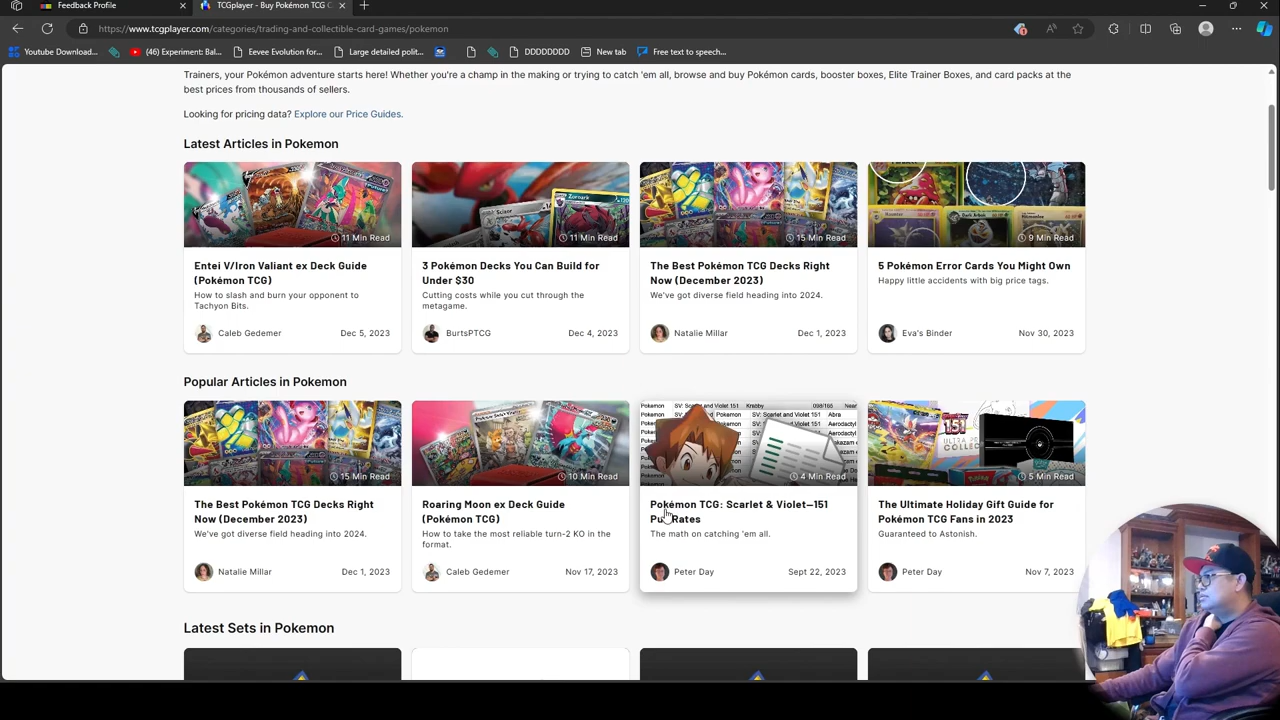 Feedback Profile
TCGplayer - Buy Pokémon TCG C
https://www.tcgplayer.com/categories/trading-and-collectible-card-games/pokemon
Youtube Download...
(46) Experiment: Bal...
Eevee Evolution for...
Large detailed polit...
DDDDDDD
New tab
Free text to speech...
Trainers, your Pokémon adventure starts here! Whether you're a champ in the making or trying to catch 'em all, browse and buy Pokémon cards, booster boxes, Elite Trainer Boxes, and card packs at the
best prices from thousands of sellers.
Looking for pricing data? Explore our Price Guides.
Latest Articles in Pokemon
11 Min Read
Entei V/Iron Valiant ex Deck Guide
(Pokémon TCG)
How to slash and burn your opponent to
Tachyon Bits.
Caleb Gedemer
Dec 5, 2023
Scizor
Zoroark
11 Min Read
3 Pokémon Decks You Can Build for
Under $30
Cutting costs while you cut through the
metagame.
BurtsPTCG
Dec 4, 2023
15 Min Read
The Best Pokémon TCG Decks Right
Now (December 2023)
We've got diverse field heading into 2024.
Natalie Millar
Dec 1, 2023
9 Min Read
5 Pokémon Error Cards You Might Own
Happy little accidents with big price tags.
Eva's Binder
Nov 30, 2023
Popular Articles in Pokemon
15 Min Read
The Best Pokémon TCG Decks Right
Now (December 2023)
We've got diverse field heading into 2024.
Natalie Millar
Dec 1, 2023
10 Min Read
Roaring Moon ex Deck Guide
(Pokémon TCG)
How to take the most reliable turn-2 KO in the
format.
Caleb Gedemer
Nov 17, 2023
4 Min Read
Pokémon TCG: Scarlet & Violet—151
Rates
The math on catching 'em all.
Peter Day
Sept 22, 2023
5 Min Read
The Ultimate Holiday Gift Guide for
Pokémon TCG Fans in 2023
Guaranteed to Astonish.
Peter Day
Nov 7, 2023
Latest Sets in Pokemon